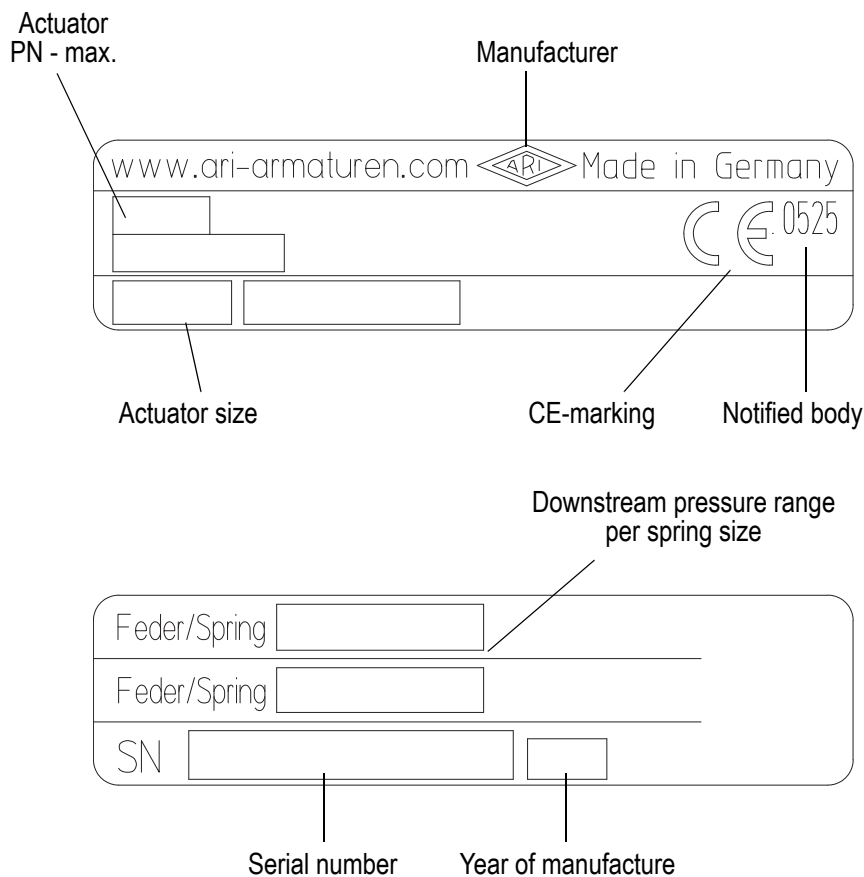 Actuator
PN - max.
Manufacturer
www.ari-armaturen.com ARI Made in Germany
CE.0525
Actuator size
CE-marking
Notified body
Downstream pressure range
per spring size
Feder/Spring
Feder/Spring
SN
Serial number
Year of manufacture